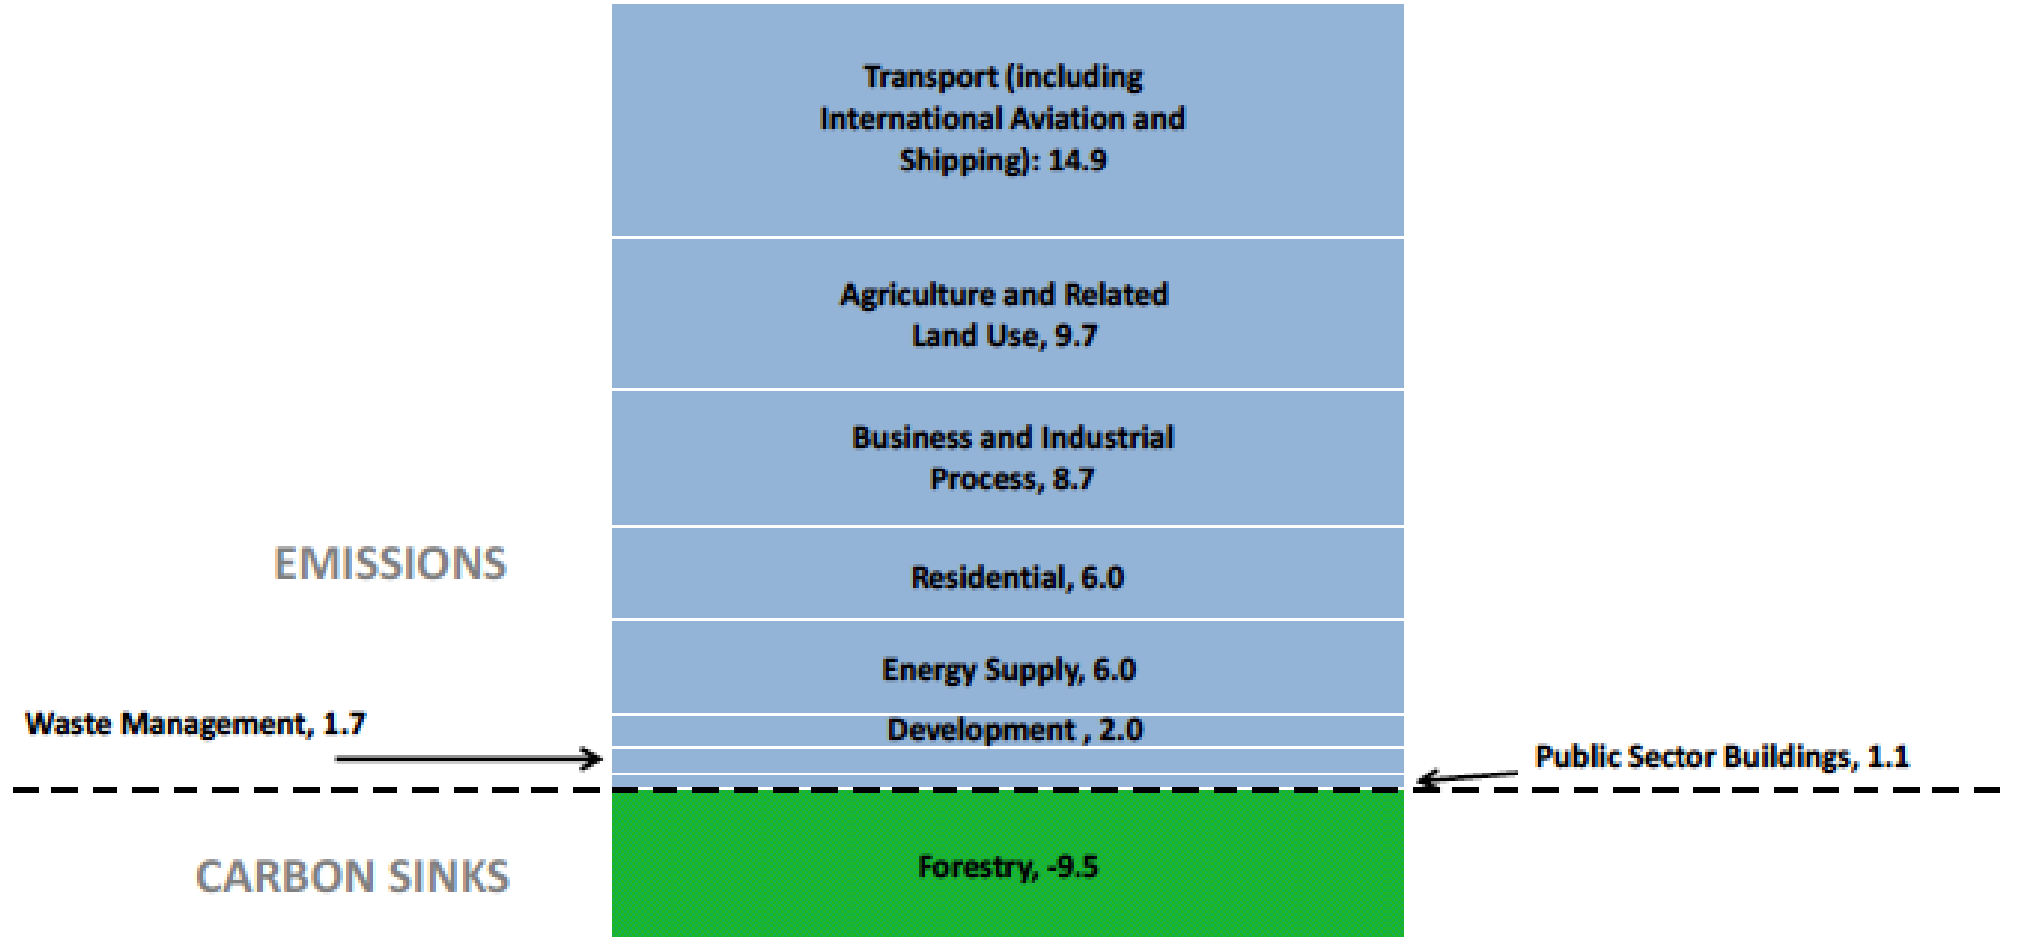 Transport (including
International Aviation and
Shipping): 14.9
Agriculture and Related
Land Use, 9.7
Business and Industrial
Process, 8.7
EMISSIONS
Residential, 6.0
Energy Supply, 6.0
Waste Management, 1.7
Development , 2.0
Public Sector Buildings, 1.1
CARBON SINKS
Forestry, -9.5